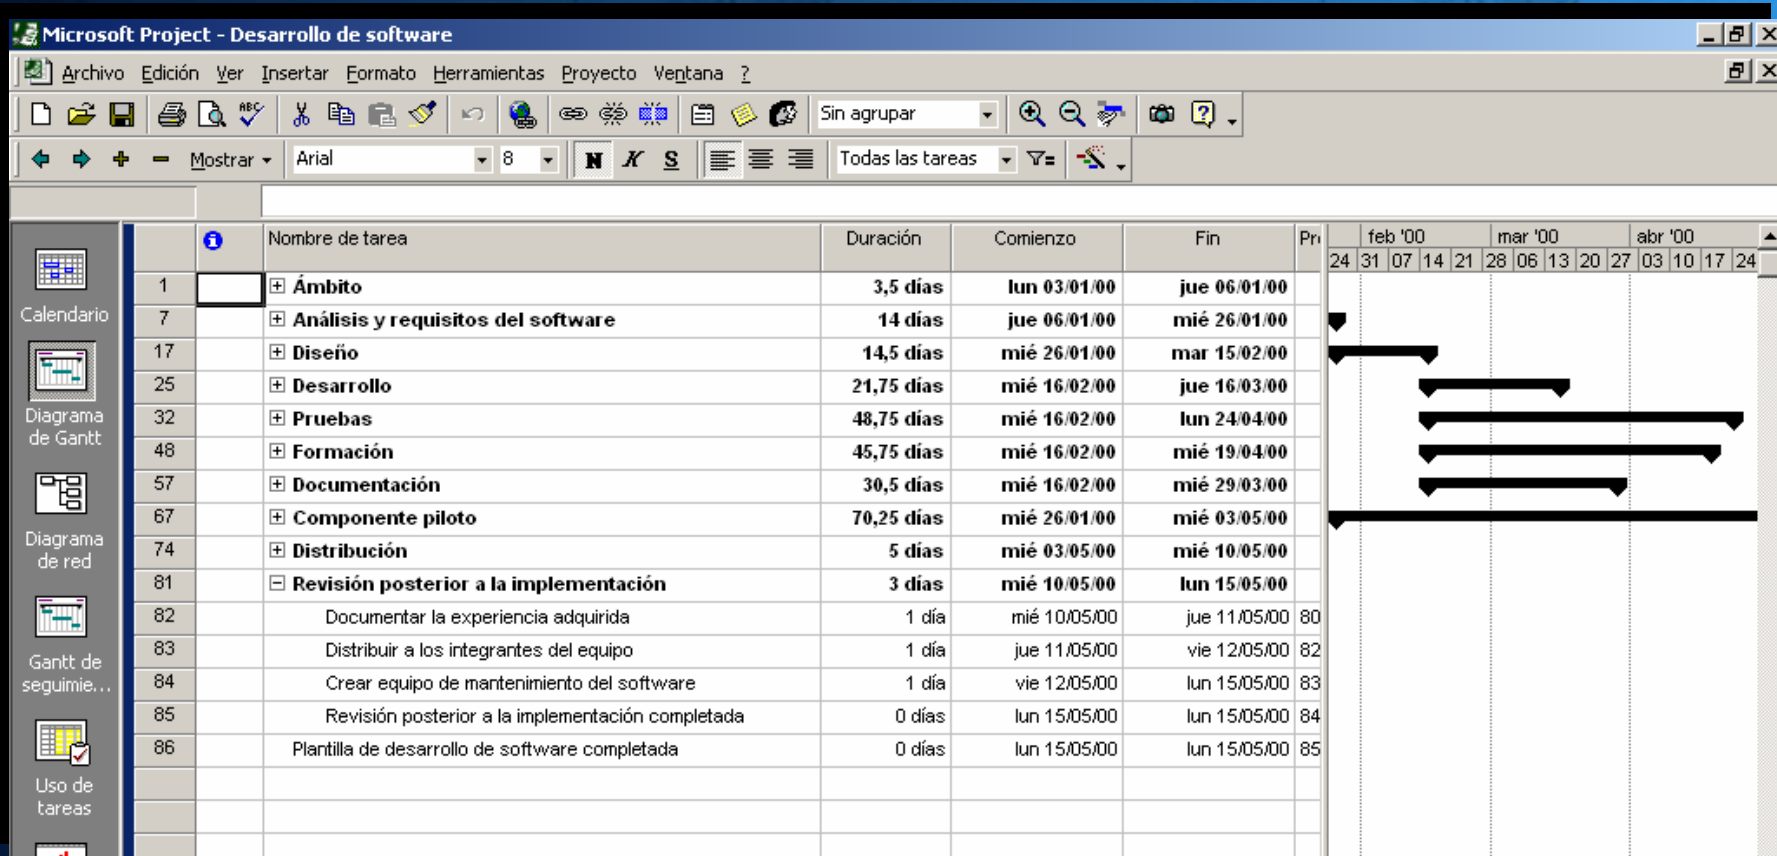 Microsoft Project - Desarrollo de software
Archivo Edición Ver Insertar Formato Herramientas Proyecto Ventana ?
ABC Sin agrupar
Mostrar Arial 8 N K S Todas las tareas
Nombre de tarea Duración Comienzo Fin Pr feb '00 mar '00 abr '00
24 31 07 14 21 28 06 13 20 27 03 10 17 24
1 Ámbito 3,5 días lun 03/01/00 jue 06/01/00
7 Análisis y requisitos del software 14 días jue 06/01/00 mié 26/01/00
17 Diseño 14,5 días mié 26/01/00 mar 15/02/00
25 Desarrollo 21,75 días mié 16/02/00 jue 16/03/00
32 Pruebas 48,75 días mié 16/02/00 lun 24/04/00
48 Formación 45,75 días mié 16/02/00 mié 19/04/00
57 Documentación 30,5 días mié 16/02/00 mié 29/03/00
67 Componente piloto 70,25 días mié 26/01/00 mié 03/05/00
74 Distribución 5 días mié 03/05/00 mié 10/05/00
81 Revisión posterior a la implementación 3 días mié 10/05/00 lun 15/05/00
82 Documentar la experiencia adquirida 1 día mié 10/05/00 jue 11/05/00 80
83 Distribuir a los integrantes del equipo 1 día jue 11/05/00 vie 12/05/00 82
84 Crear equipo de mantenimiento del software 1 día vie 12/05/00 lun 15/05/00 83
85 Revisión posterior a la implementación completada 0 días lun 15/05/00 lun 15/05/00 84
86 Plantilla de desarrollo de software completada 0 días lun 15/05/00 lun 15/05/00 85
Calendario
Diagrama
de Gantt
Diagrama
de red
Gantt de
seguimie...
Uso de
tareas